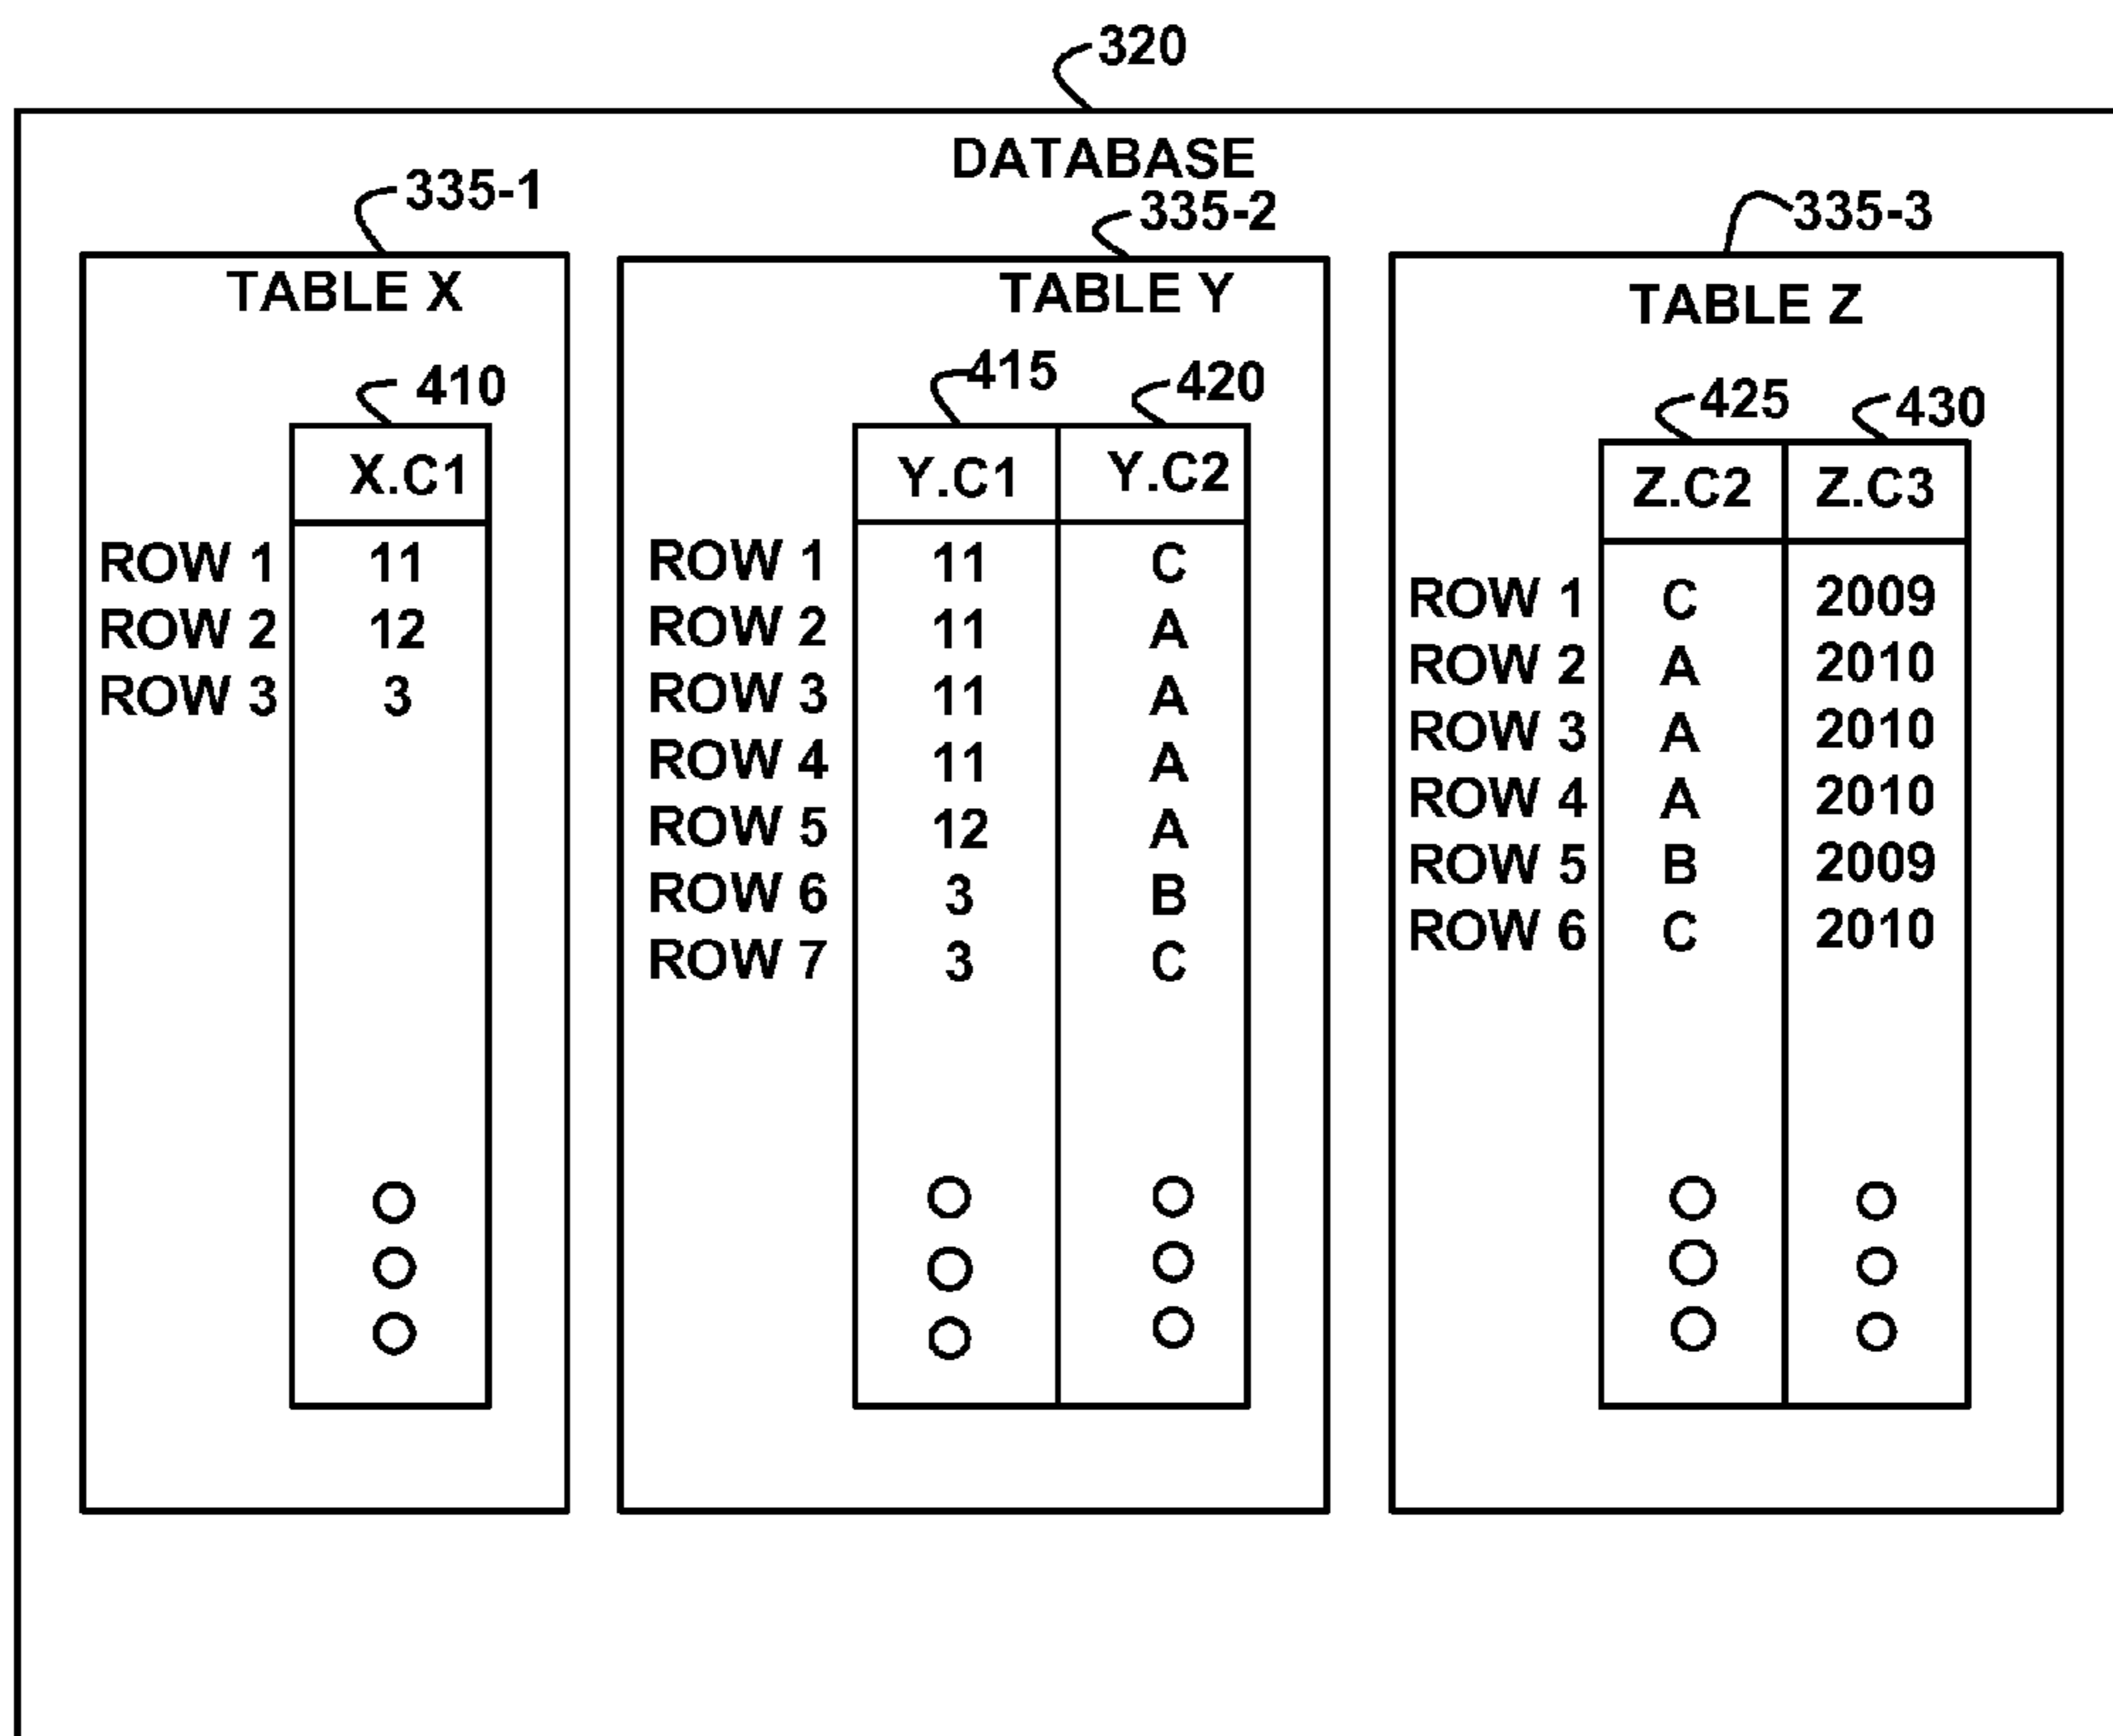 320
DATABASE
335-1
335-2
335-3
TABLE X
410
X.C1
ROW 1 11
ROW 2 12
ROW 3 3
TABLE Y
415 420
Y.C1 Y.C2
ROW 1 11 C
ROW 2 11 A
ROW 3 11 A
ROW 4 11 A
ROW 5 12 A
ROW 6 3 B
ROW 7 3 C
TABLE Z
425 430
Z.C2 Z.C3
ROW 1 C 2009
ROW 2 A 2010
ROW 3 A 2010
ROW 4 A 2010
ROW 5 B 2009
ROW 6 C 2010